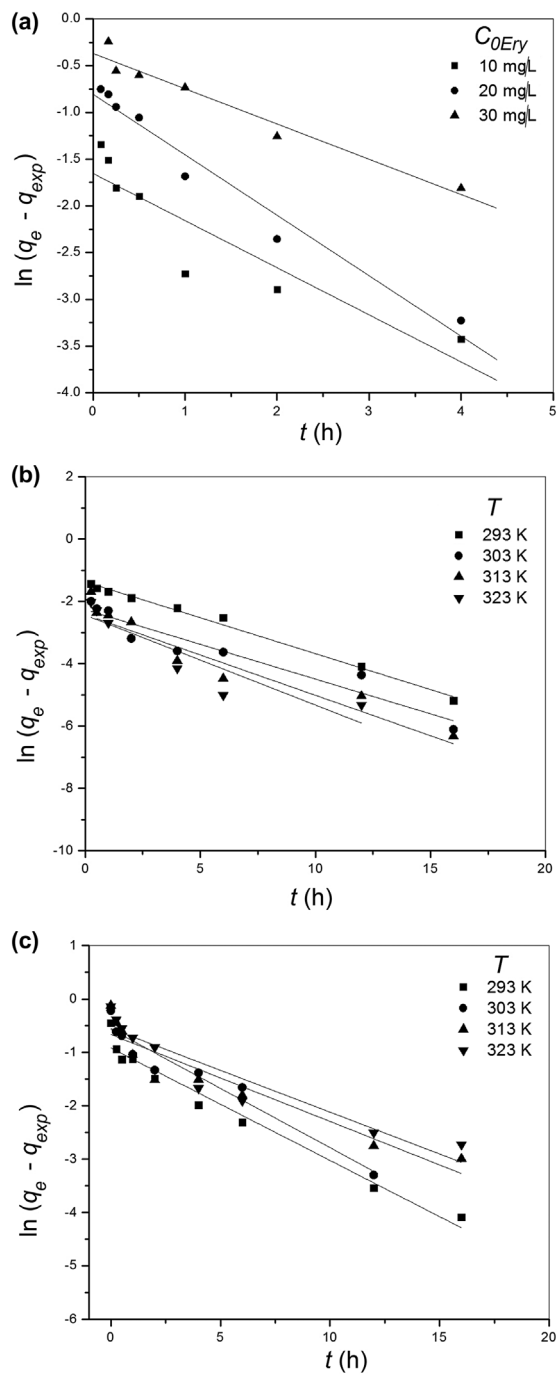 (a)
C0Ery
10 mg/L
20 mg/L
30 mg/L
0.0
-0.5
-1.0
-1.5
-2.0
-2.5
-3.0
-3.5
-4.0
ln (qe - qexp)
0 1 2 3 4 5
t (h)
(b)
T
293 K
303 K
313 K
323 K
2
0
-2
-4
-6
-8
-10
ln (qe - qexp)
0 5 10 15 20
t (h)
(c)
T
293 K
303 K
313 K
323 K
1
0
-1
-2
-3
-4
-5
-6
ln (qe - qexp)
0 5 10 15 20
t (h)